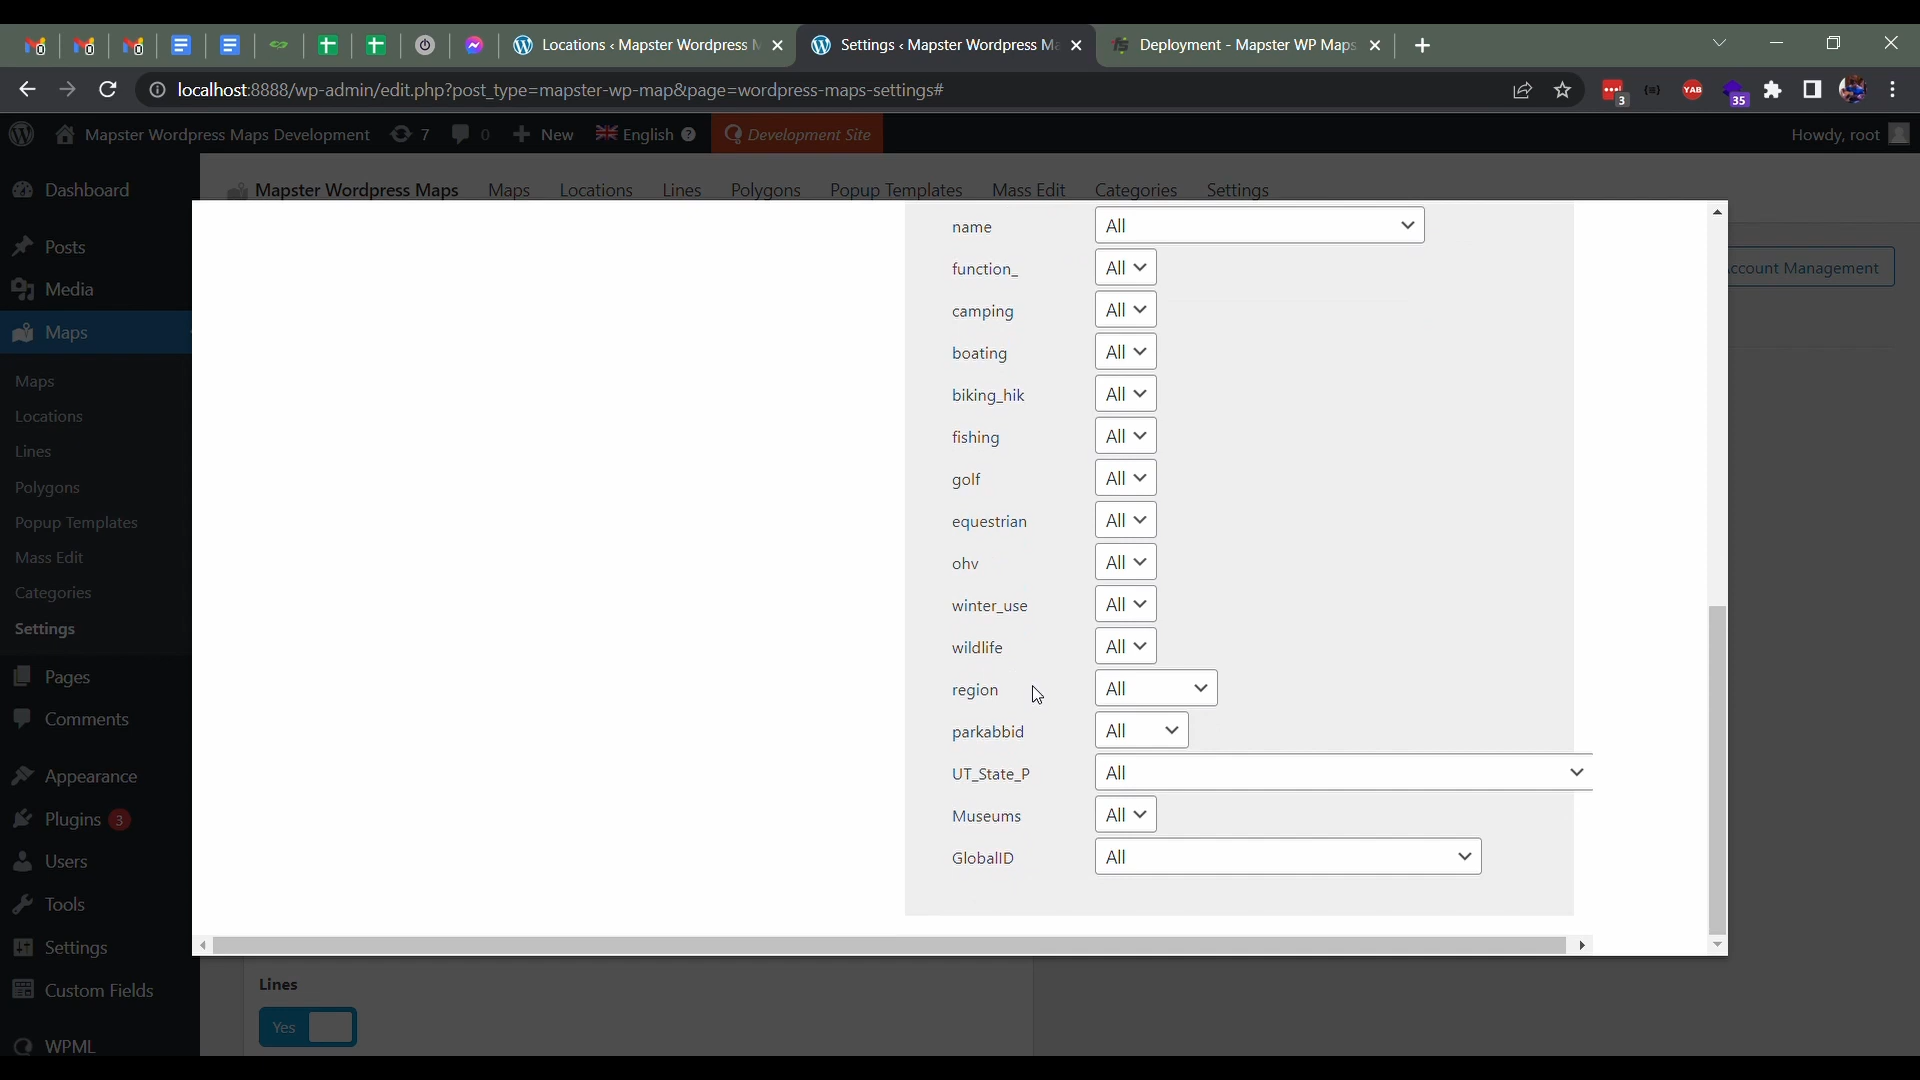 Locations ‹ Mapster Wordpress M
Settings ‹ Mapster Wordpress Ma
Deployment - Mapster WP Maps
localhost:8888/wp-admin/edit.php?post_type=mapster-wp-map&page=wordpress-maps-settings#
3
YAB
35
Mapster Wordpress Maps Development
7
0
New
English
Development Site
Howdy, root
Dashboard
Posts
Media
Maps
Maps
Locations
Lines
Polygons
Popup Templates
Mass Edit
Categories
Settings
Pages
Comments
Appearance
Plugins 3
Users
Tools
Settings
Custom Fields
WPML
Mapster Wordpress Maps Maps Locations Lines Polygons Popup Templates Mass Edit Categories Settings
ccount Management
name All
function_ All
camping All
boating All
biking_hik All
fishing All
golf All
equestrian All
ohv All
winter_use All
wildlife All
region All
parkabbid All
UT_State_P All
Museums All
GlobalID All
Lines
Yes